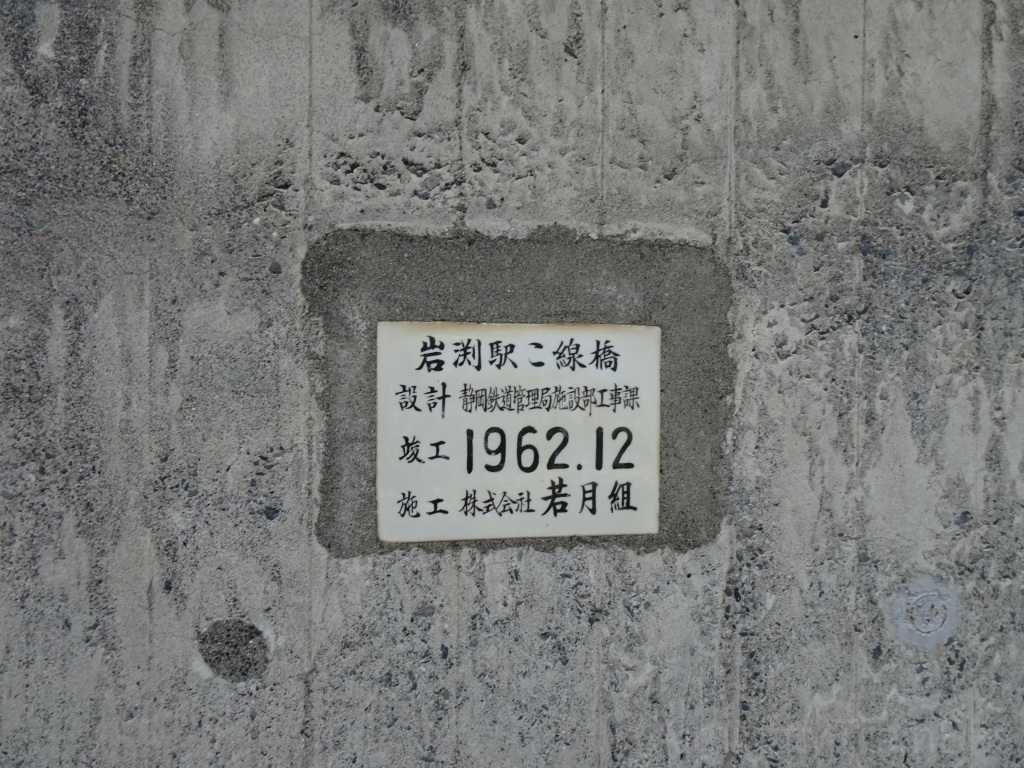 岩渕駅こ線橋
設計 静岡鉄道管理局施設部工事課
竣工 1962.12
施工 株式会社 若月組